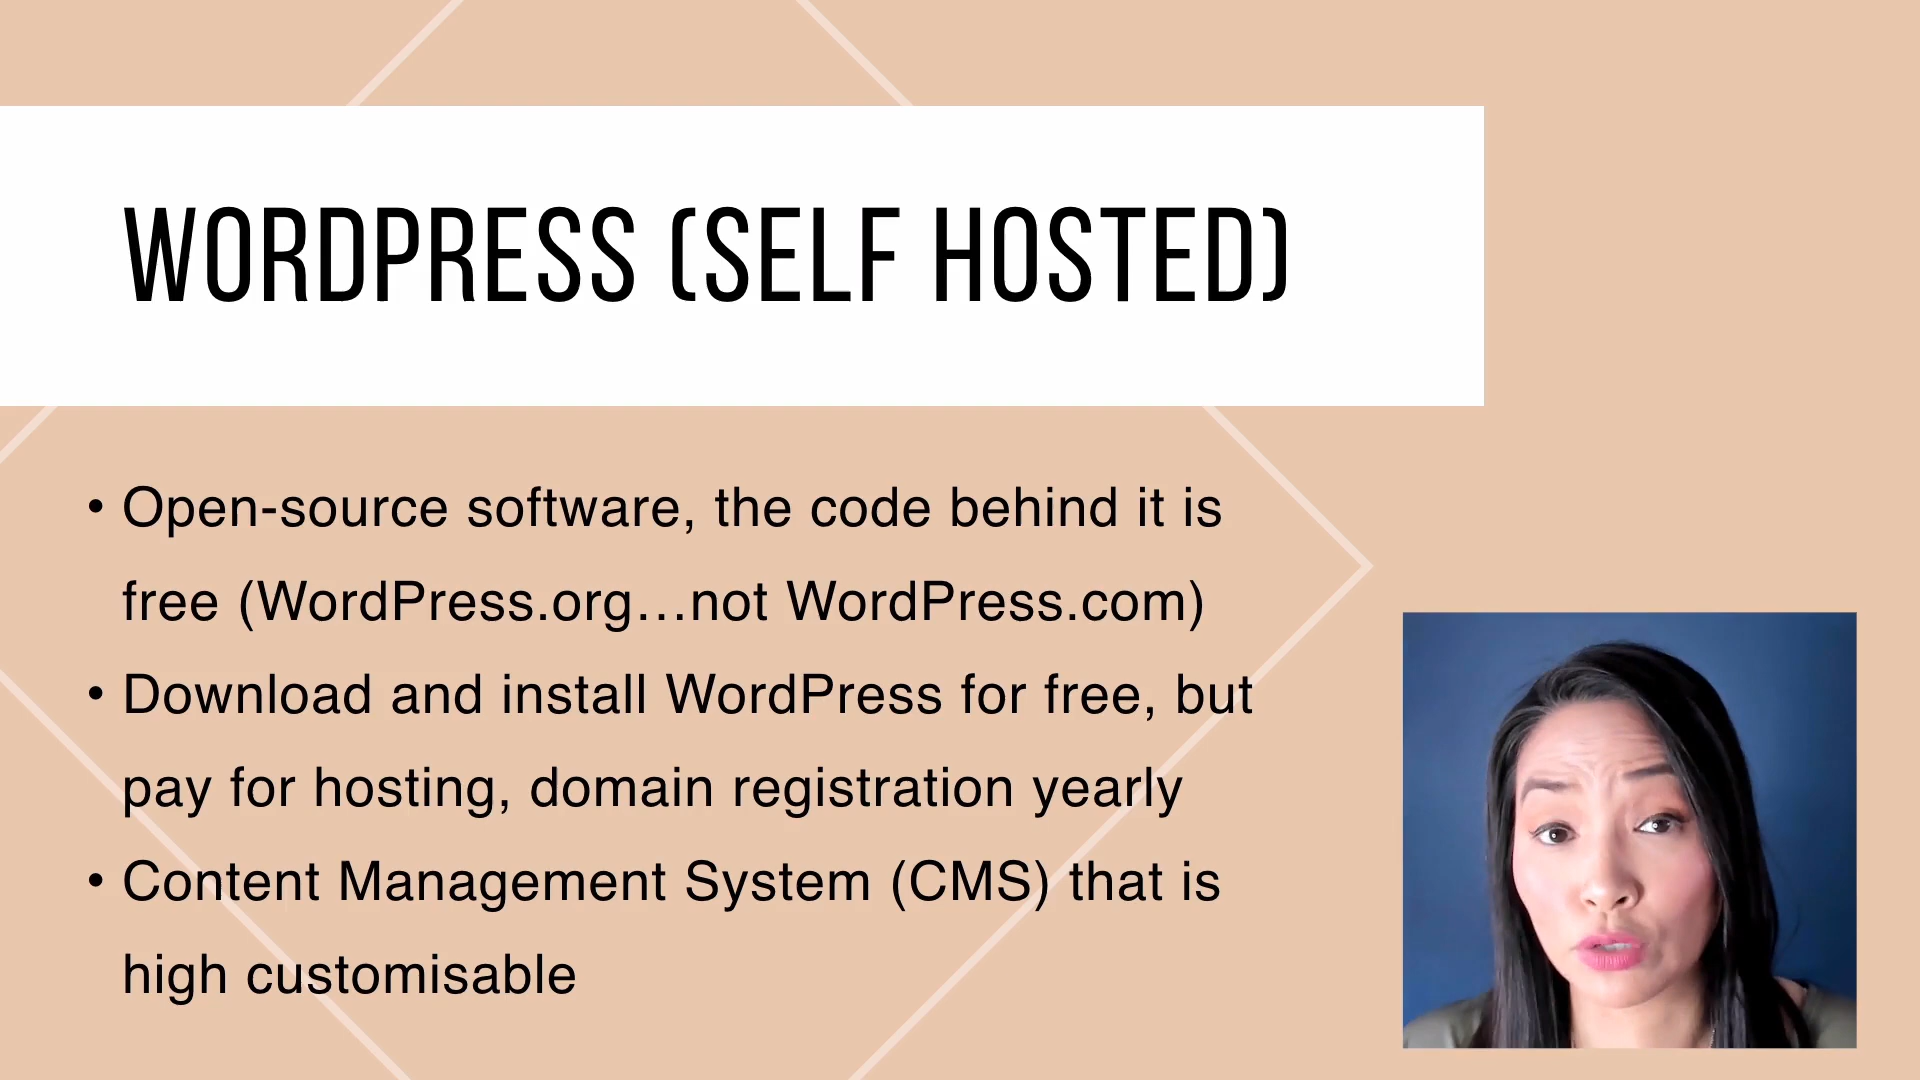 WORDPRESS (SELF HOSTED)
• Open-source software, the code behind it is
free (WordPress.org...not WordPress.com)
• Download and install WordPress for free, but
pay for hosting, domain registration yearly
• Content Management System (CMS) that is
high customisable